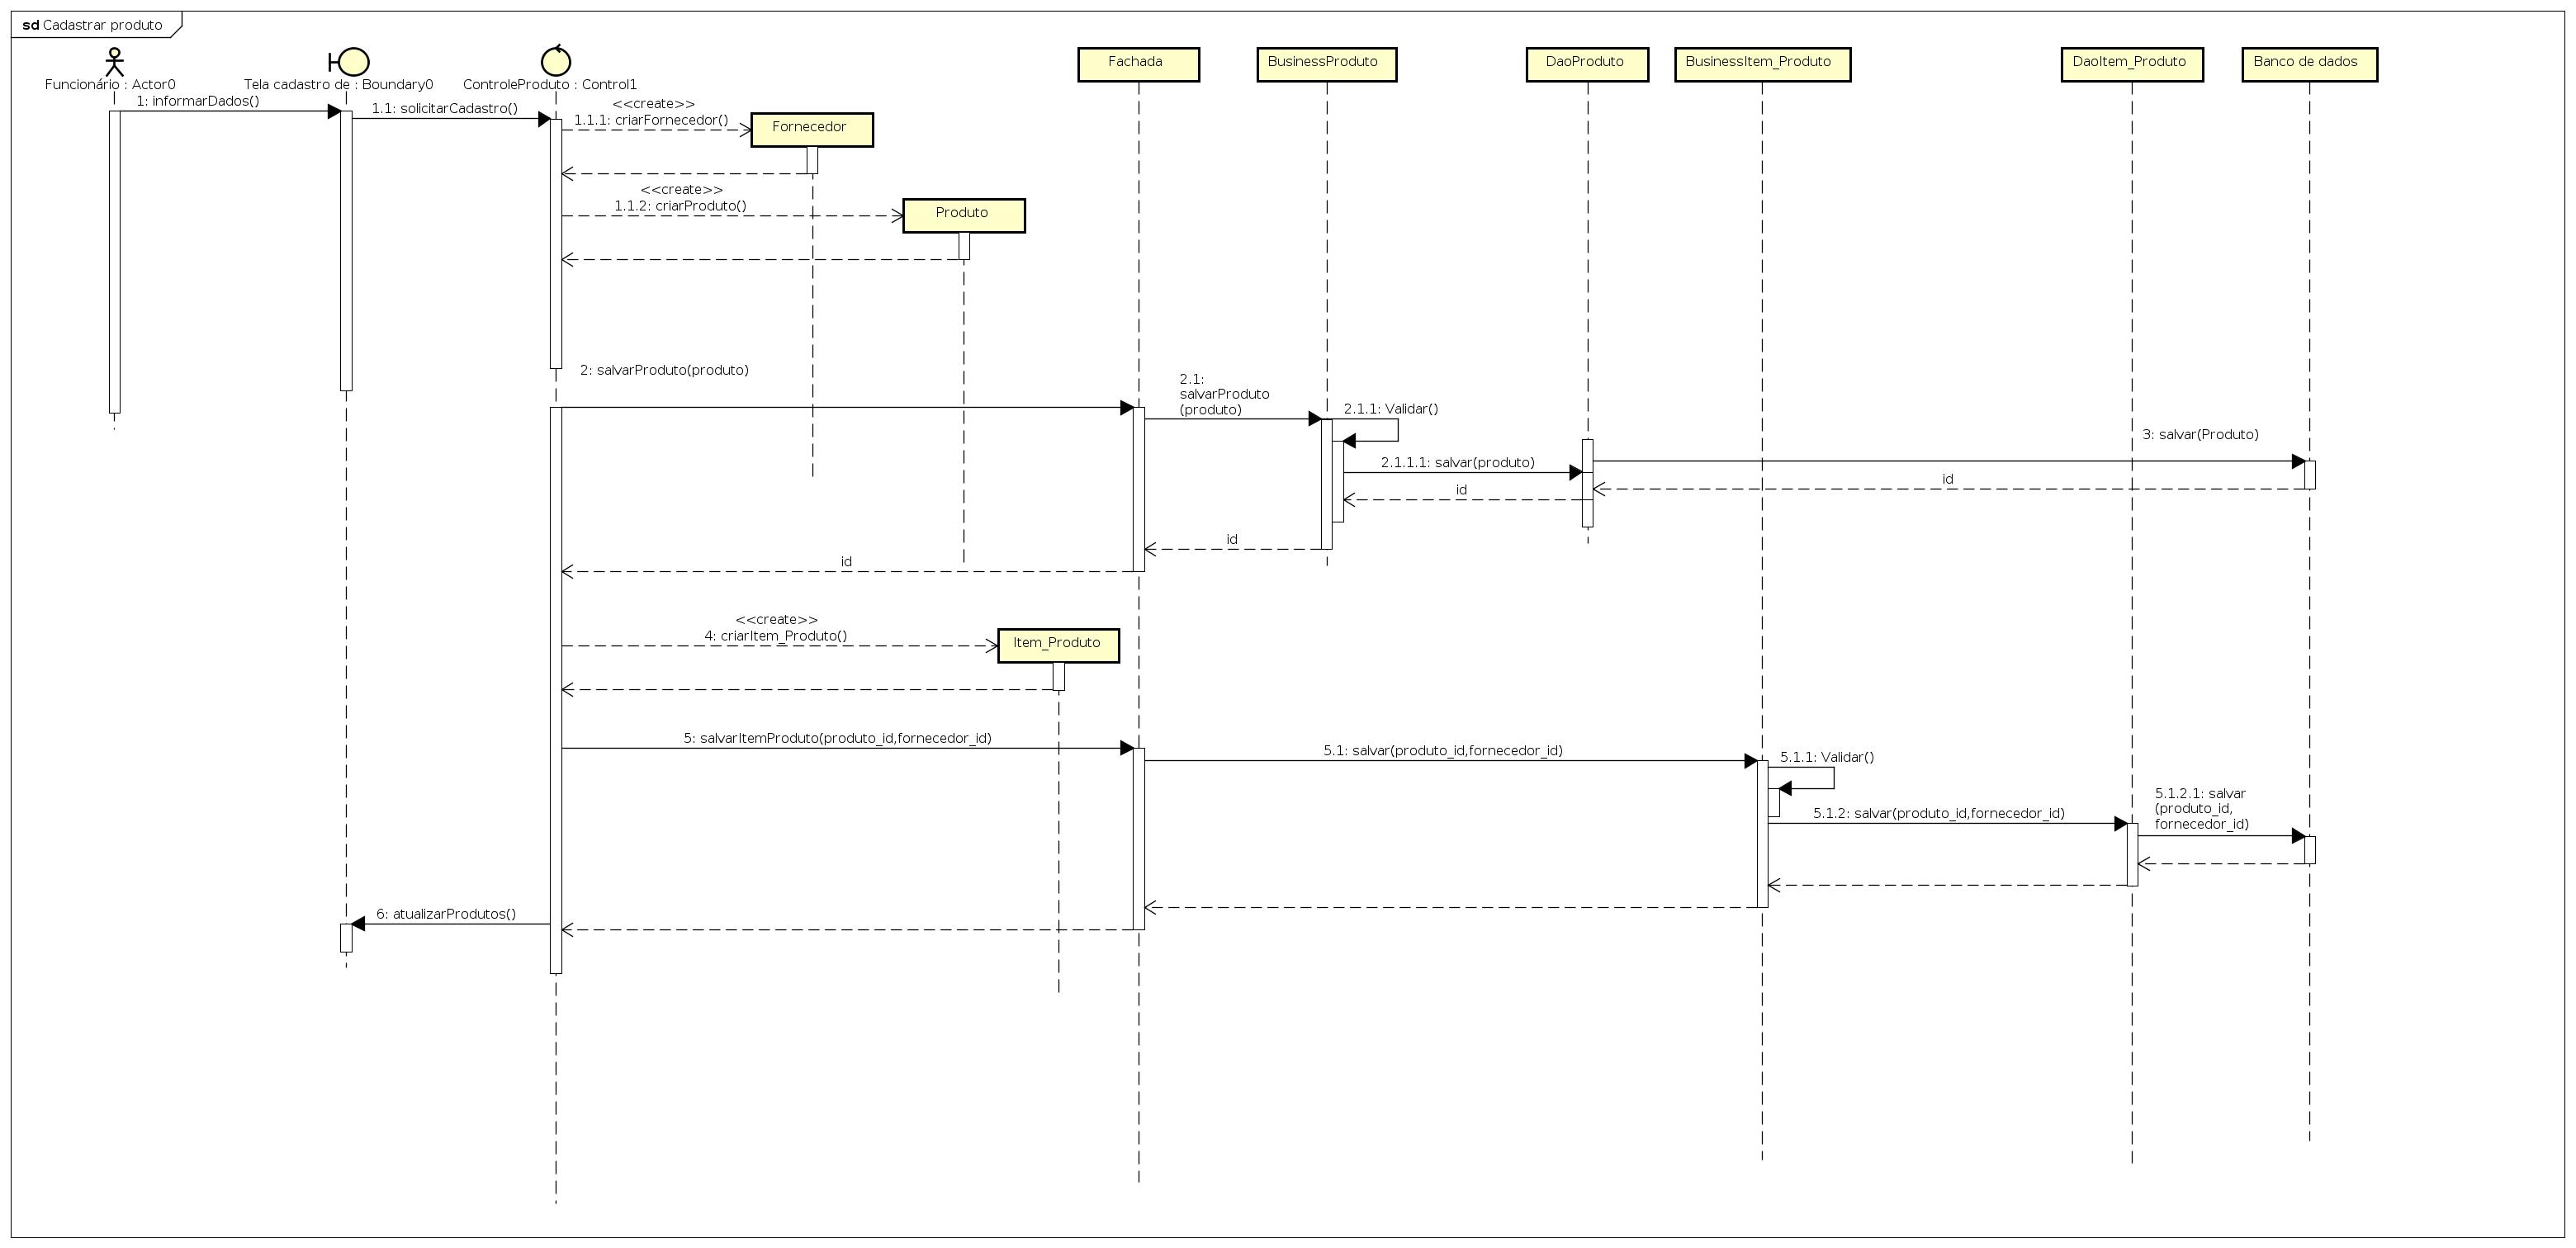 sd Cadastrar produto
Funcionário : Actor0
Tela cadastro de : Boundary0
ControleProduto : Control1
Fachada
BusinessProduto
DaoProduto
BusinessItem_Produto
DaoItem_Produto
Banco de dados
1: informarDados()
1.1: solicitarCadastro()
<<create>>
1.1.1: criarFornecedor()
Fornecedor
<<create>>
1.1.2: criarProduto()
Produto
2: salvarProduto(produto)
2.1:
salvarProduto
(produto)
2.1.1: Validar()
3: salvar(Produto)
2.1.1.1: salvar(produto)
id
id
id
id
<<create>>
4: criarItem_Produto()
Item_Produto
5: salvarItemProduto(produto_id,fornecedor_id)
5.1: salvar(produto_id,fornecedor_id)
5.1.1: Validar()
5.1.2: salvar(produto_id,fornecedor_id)
5.1.2.1: salvar
(produto_id,
fornecedor_id)
6: atualizarProdutos()